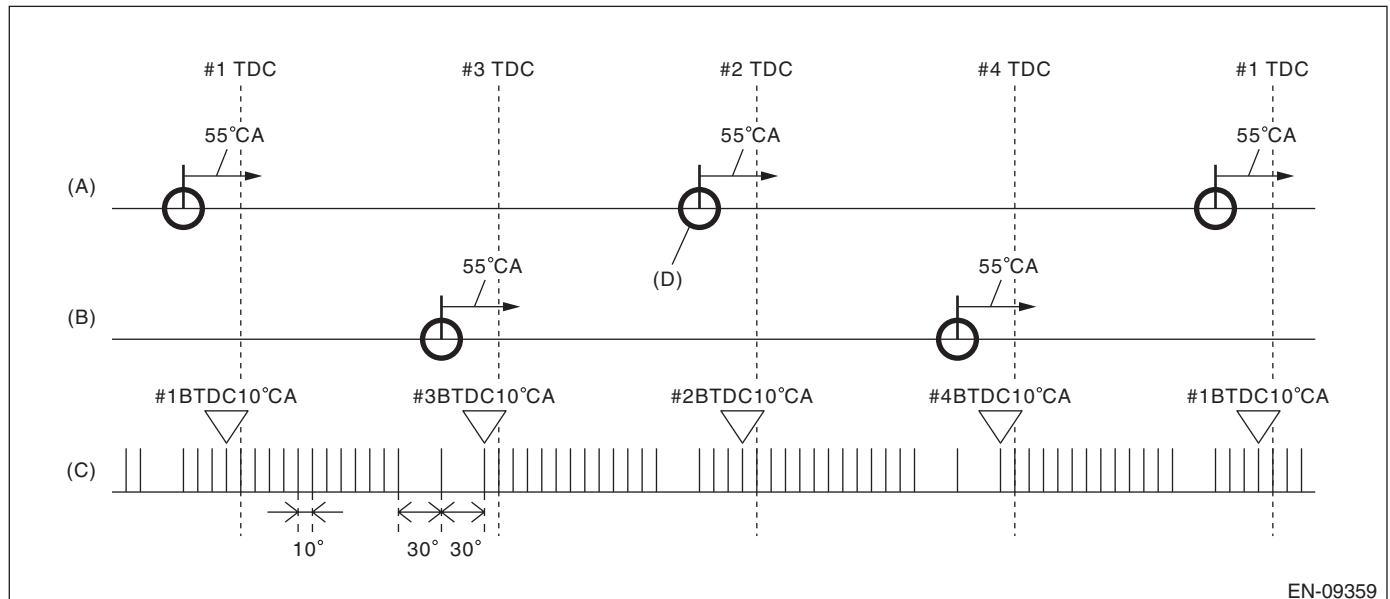 #1 TDC #3 TDC #2 TDC #4 TDC #1 TDC
55°CA 55°CA 55°CA
(A)
(D)
55°CA 55°CA
(B)
#1BTDC10°CA #3BTDC10°CA #2BTDC10°CA #4BTDC10°CA #1BTDC10°CA
(C)
10° 30° 30°
EN-09359